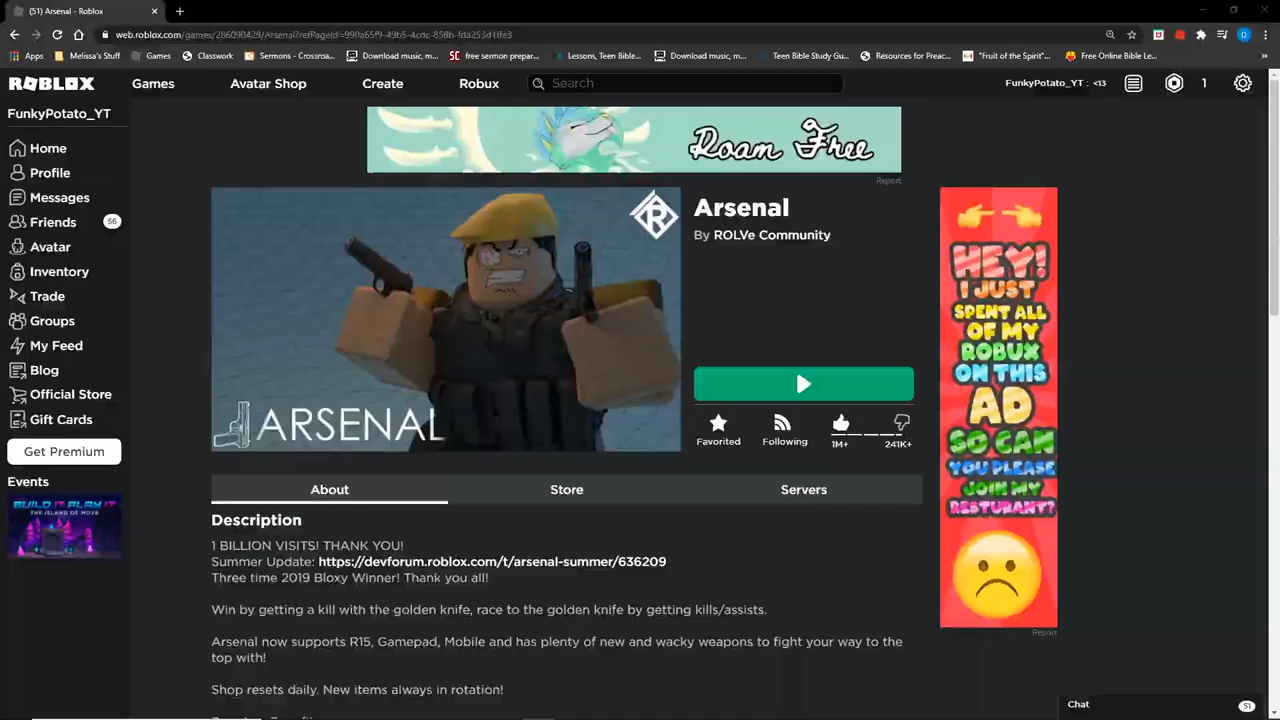 (51) Arsenal - Roblox
web.roblox.com/games/286090429/Arsenal?refPageId=
Apps Melissa's Stuff Games Classwork Sermons - Crossroa... Download music, m... free sermon prepar... Lessons, Teen Bible... Download music, m... Teen Bible Study Gu... Resources for Preac... "Fruit of the Spirit"... Free Online Bible Le...
ROBLOX Games Avatar Shop Create Robux Search FunkyPotato_YT : <13 1
FunkyPotato_YT
Home
Profile
Messages
Friends 56
Avatar
Inventory
Trade
Groups
My Feed
Blog
Official Store
Gift Cards
Get Premium
Events
BUILD IT PLAY IT
THE ISLAND OF MOVE
Roam Free
Report
ARSENAL
Arsenal
By ROLVe Community
Favorited Following 1M+ 241K+
About Store Servers
Description
1 BILLION VISITS! THANK YOU!
Summer Update: https://devforum.roblox.com/t/arsenal-summer/636209
Three time 2019 Bloxy Winner! Thank you all!
Win by getting a kill with the golden knife, race to the golden knife by getting kills/assists.
Arsenal now supports R15, Gamepad, Mobile and has plenty of new and wacky weapons to fight your way to the
top with!
Shop resets daily. New items always in rotation!
HEY!
I JUST
SPENT ALL
OF MY
ROBUX
ON THIS
AD
SO CAN
YOU PLEASE
JOIN MY
RESTURANT?
Report
Chat 51